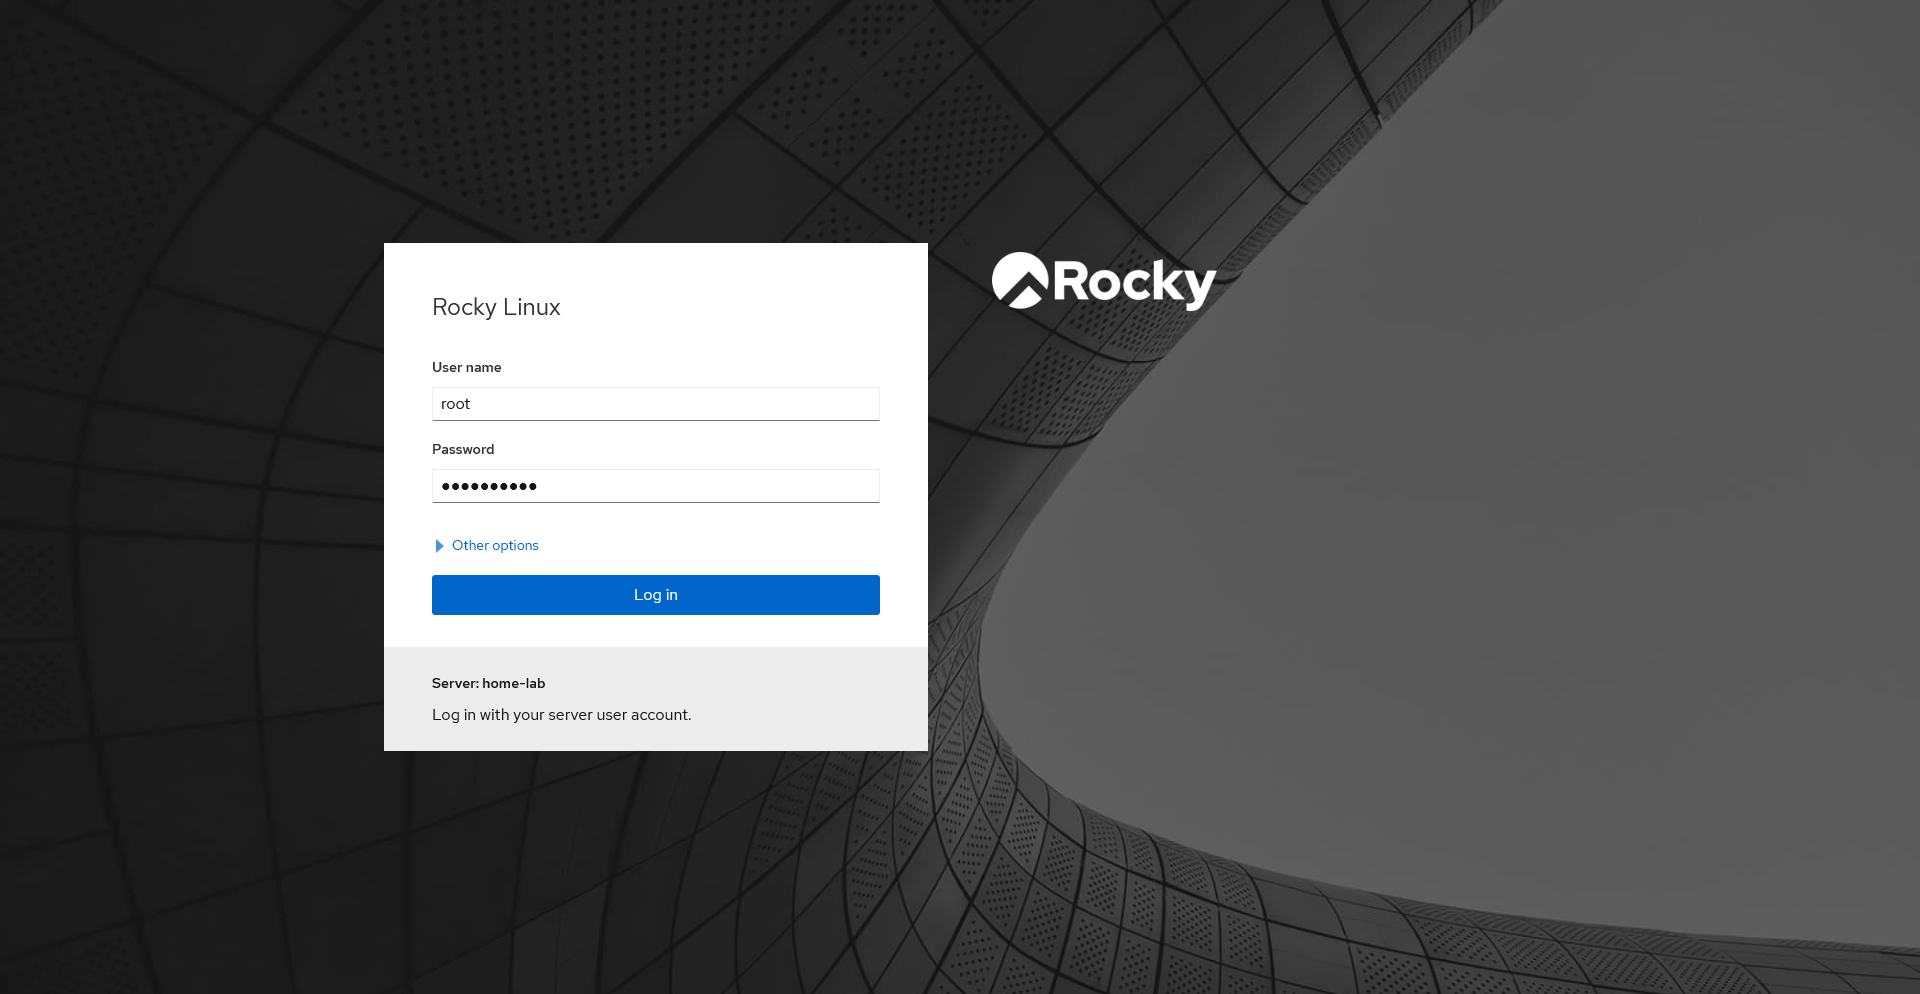 Rocky Linux
User name
root
Password
Other options
Log in
Server: home-lab
Log in with your server user account.
Rocky